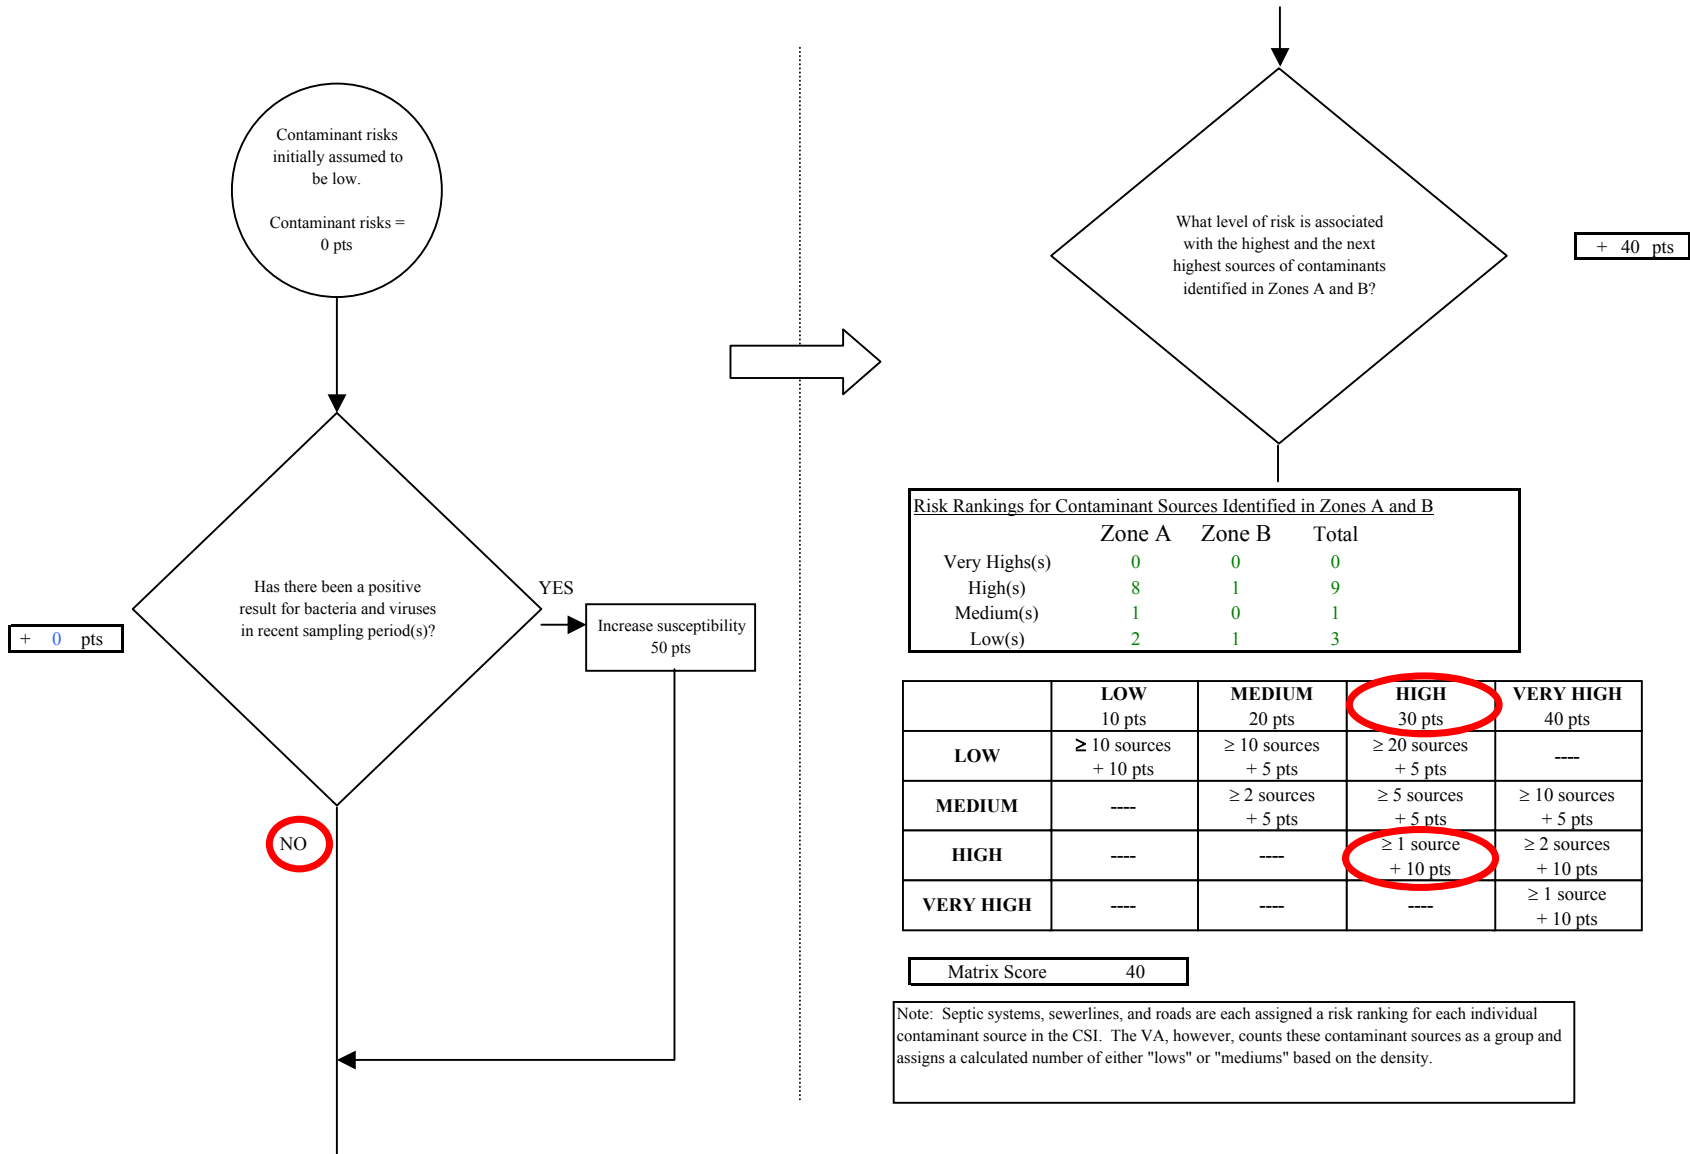 Contaminant risks
initially assumed to
be low.
Contaminant risks =
0 pts
Has there been a positive
result for bacteria and viruses
in recent sampling period(s)?
+ 0 pts
YES
Increase susceptibility
50 pts
NO
What level of risk is associated
with the highest and the next
highest sources of contaminants
identified in Zones A and B?
+ 40 pts
Risk Rankings for Contaminant Sources Identified in Zones A and B
Zone A Zone B Total
Very Highs(s) 0 0 0
High(s) 8 1 9
Medium(s) 1 0 1
Low(s) 2 1 3
LOW MEDIUM HIGH VERY HIGH
10 pts 20 pts 30 pts 40 pts
LOW ≥ 10 sources ≥ 10 sources ≥ 20 sources ----
+ 10 pts + 5 pts + 5 pts
MEDIUM ---- ≥ 2 sources ≥ 5 sources ≥ 10 sources
+ 5 pts + 5 pts + 5 pts
HIGH ---- ---- ≥ 1 source ≥ 2 sources
+ 10 pts + 10 pts
VERY HIGH ---- ---- ---- ≥ 1 source
+ 10 pts
Matrix Score 40
Note: Septic systems, sewerlines, and roads are each assigned a risk ranking for each individual
contaminant source in the CSI. The VA, however, counts these contaminant sources as a group and
assigns a calculated number of either "lows" or "mediums" based on the density.